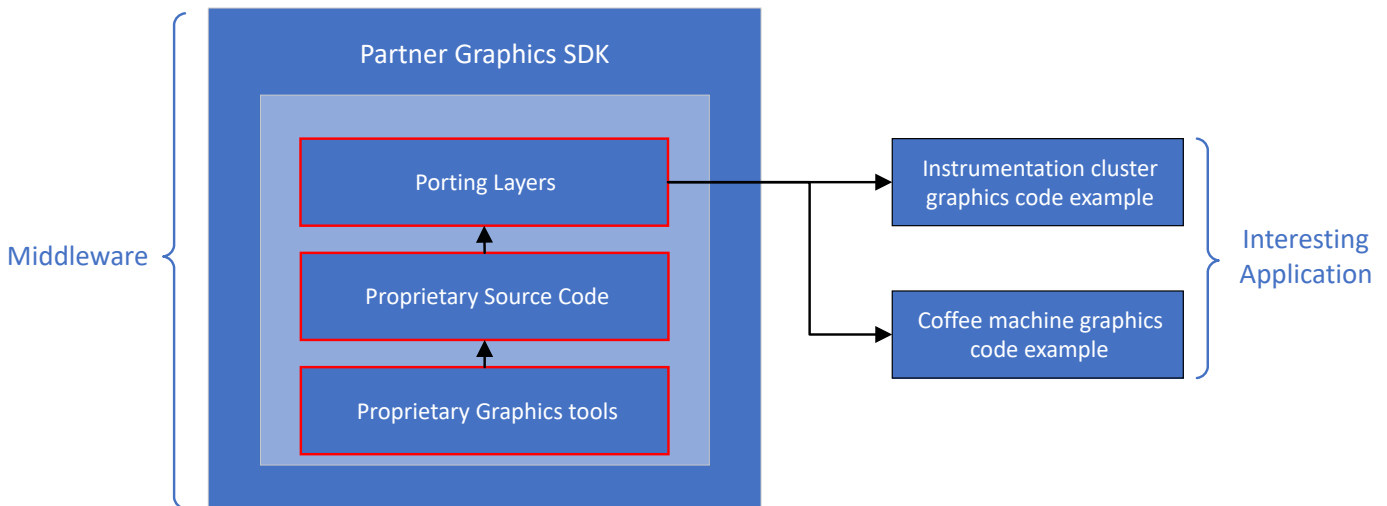 Partner Graphics SDK
Middleware
Porting Layers
Proprietary Source Code
Proprietary Graphics tools
Instrumentation cluster
graphics code example
Coffee machine graphics
code example
Interesting
Application